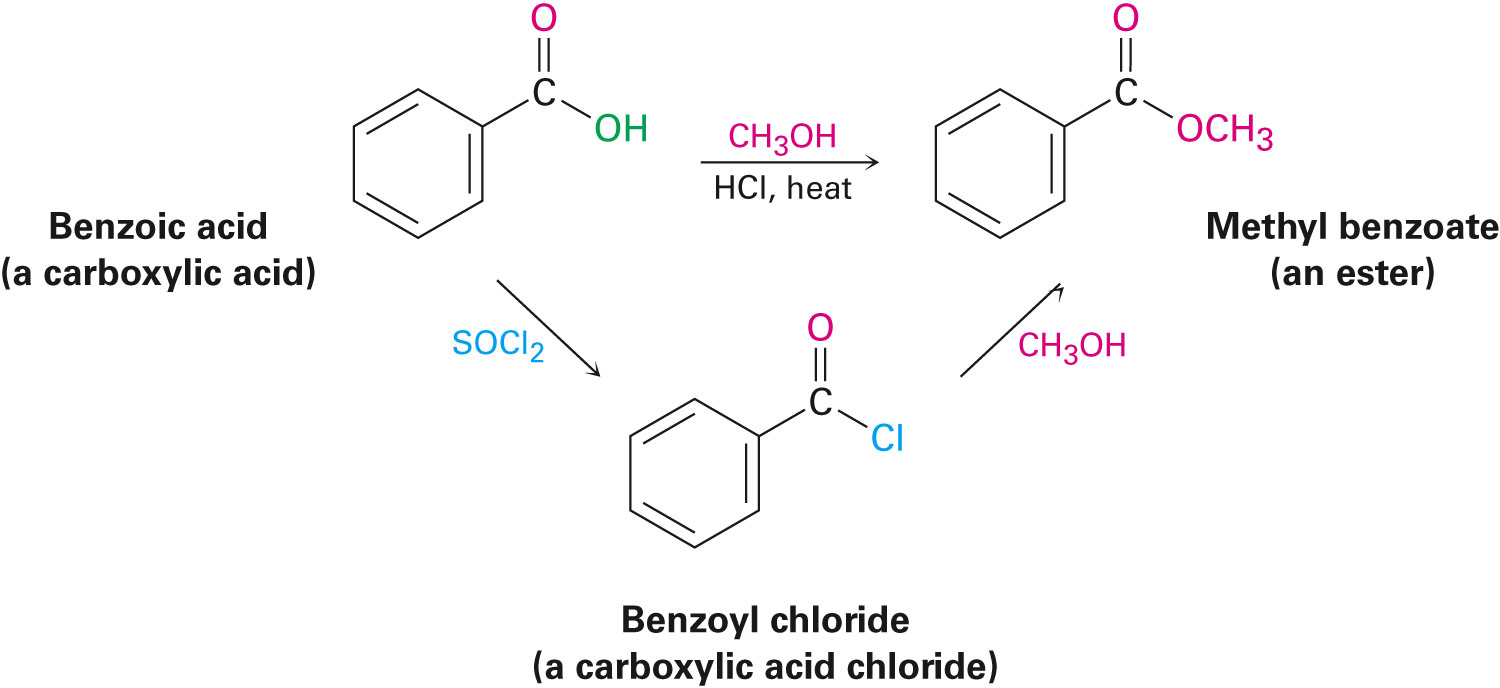 O
C
OH
CH₃OH
HCl, heat
O
C
OCH₃
Benzoic acid
(a carboxylic acid)
Methyl benzoate
(an ester)
SOCl₂
O
C
Cl
CH₃OH
Benzoyl chloride
(a carboxylic acid chloride)